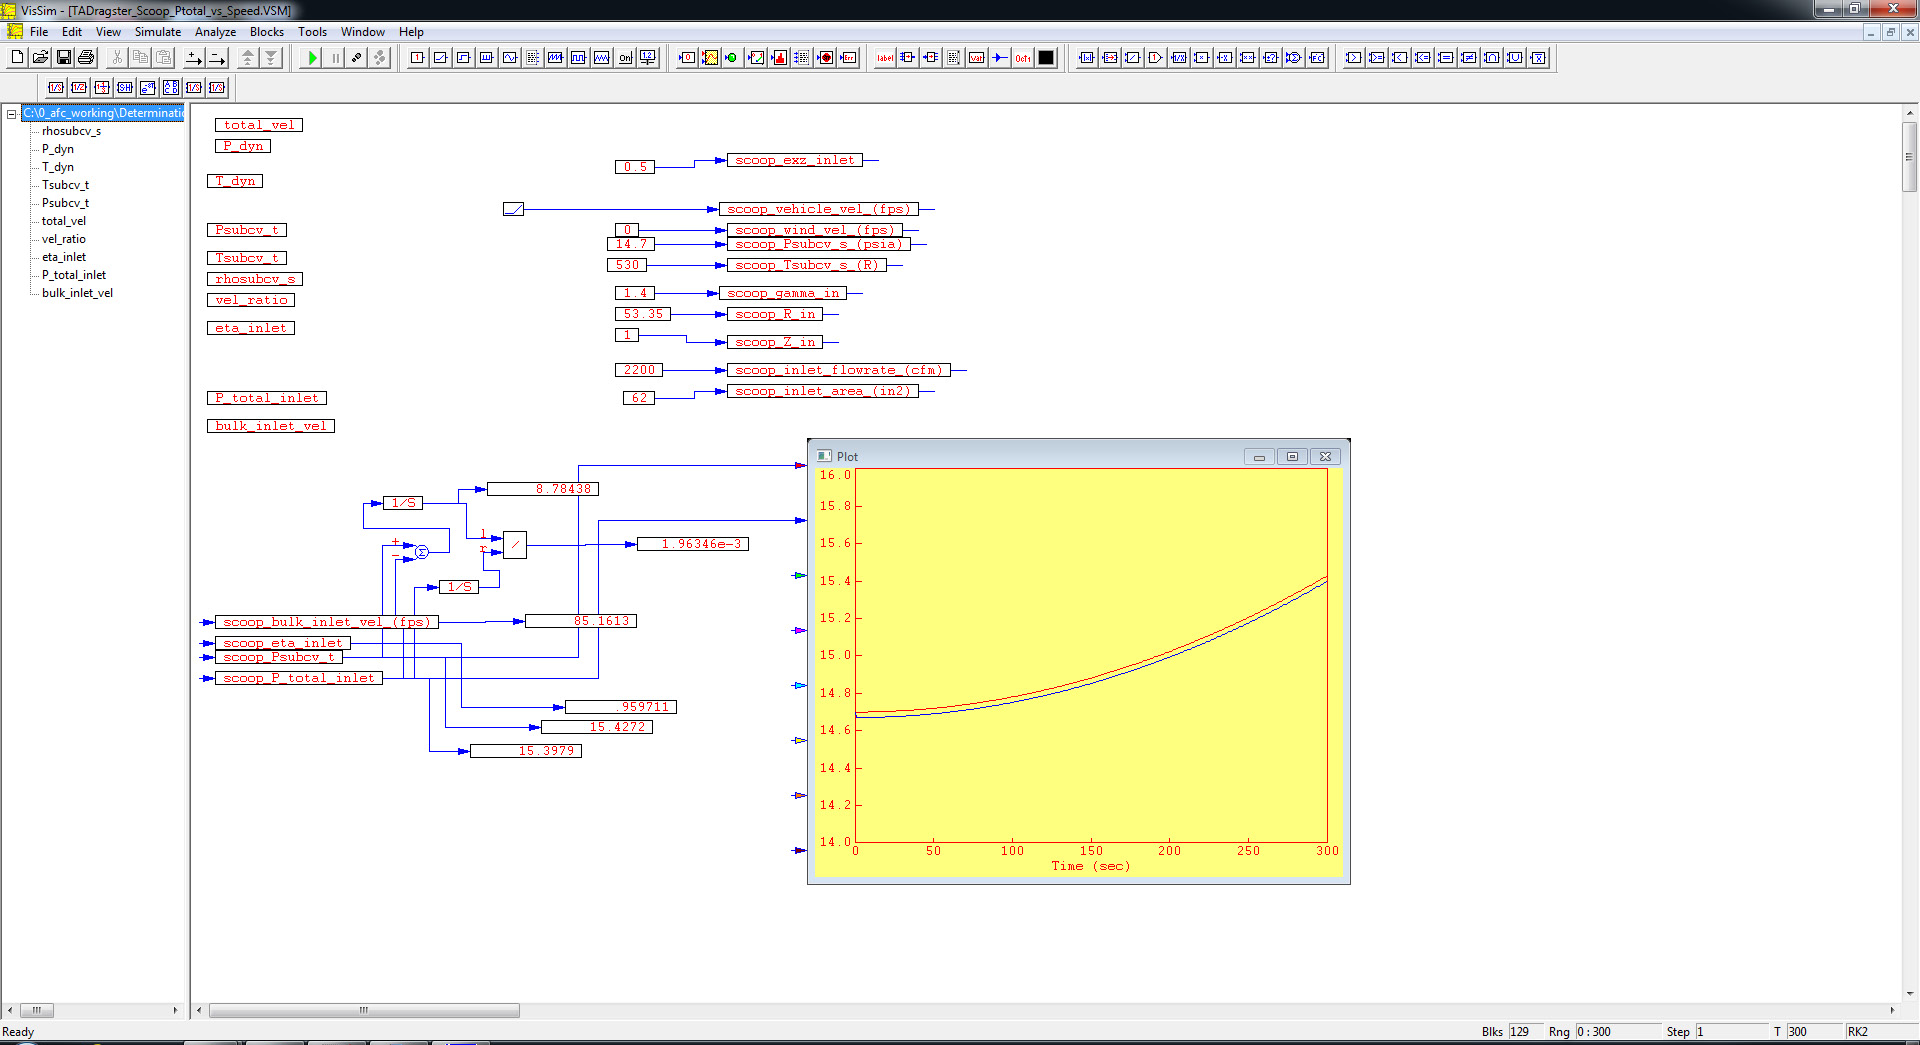 VisSim - [TADragster_Scoop_Ptotal_vs_Speed.VSM]
File Edit View Simulate Analyze Blocks Tools Window Help
C:\0_afc_working\Determinatic
rhosubcv_s
P_dyn
T_dyn
Tsubcv_t
Psubcv_t
total_vel
vel_ratio
eta_inlet
P_total_inlet
bulk_inlet_vel
total_vel
P_dyn
T_dyn
Psubcv_t
Tsubcv_t
rhosubcv_s
vel_ratio
eta_inlet
P_total_inlet
bulk_inlet_vel
0.5 scoop_exz_inlet
scoop_vehicle_vel_(fps)
0 scoop_wind_vel_(fps)
14.7 scoop_Psubcv_s_(psia)
530 scoop_Tsubcv_s_(R)
1.4 scoop_gamma_in
53.35 scoop_R_in
1 scoop_Z_in
2200 scoop_inlet_flowrate_(cfm)
62 scoop_inlet_area_(in2)
8.78438
1/S
l
r
/
+
-
Σ
1.96346e-3
1/S
scoop_bulk_inlet_vel_(fps) 85.1613
scoop_eta_inlet
scoop_Psubcv_t
scoop_P_total_inlet
.959711
15.4272
15.3979
Plot
16.0
15.8
15.6
15.4
15.2
15.0
14.8
14.6
14.4
14.2
14.0
0 50 100 150 200 250 300
Time (sec)
Ready Blks 129 Rng 0:300 Step 1 T 300 RK2